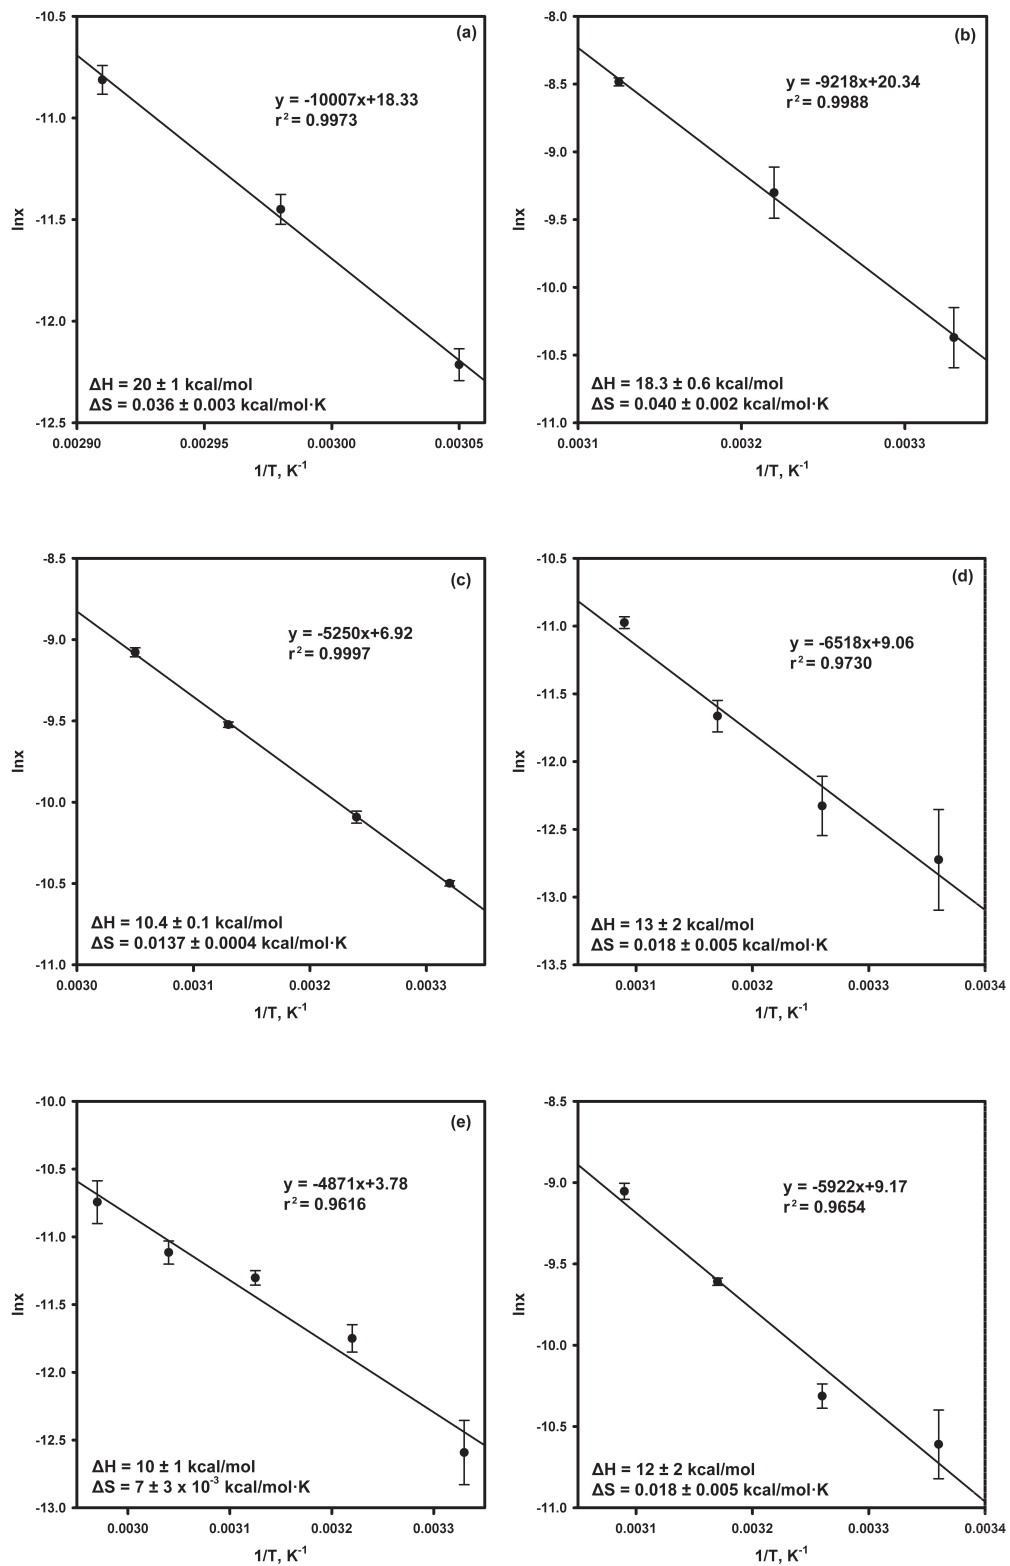 (a)
y = -10007x+18.33
r² = 0.9973
ΔH = 20 ± 1 kcal/mol
ΔS = 0.036 ± 0.003 kcal/mol·K
lnx
-10.5
-11.0
-11.5
-12.0
-12.5
0.00290 0.00295 0.00300 0.00305
1/T, K⁻¹
(b)
y = -9218x+20.34
r² = 0.9988
ΔH = 18.3 ± 0.6 kcal/mol
ΔS = 0.040 ± 0.002 kcal/mol·K
lnx
-8.0
-8.5
-9.0
-9.5
-10.0
-10.5
-11.0
0.0031 0.0032 0.0033
1/T, K⁻¹
(c)
y = -5250x+6.92
r² = 0.9997
ΔH = 10.4 ± 0.1 kcal/mol
ΔS = 0.0137 ± 0.0004 kcal/mol·K
lnx
-8.5
-9.0
-9.5
-10.0
-10.5
-11.0
0.0030 0.0031 0.0032 0.0033
1/T, K⁻¹
(d)
y = -6518x+9.06
r² = 0.9730
ΔH = 13 ± 2 kcal/mol
ΔS = 0.018 ± 0.005 kcal/mol·K
lnx
-10.5
-11.0
-11.5
-12.0
-12.5
-13.0
-13.5
0.0031 0.0032 0.0033 0.0034
1/T, K⁻¹
(e)
y = -4871x+3.78
r² = 0.9616
ΔH = 10 ± 1 kcal/mol
ΔS = 7 ± 3 x 10⁻³ kcal/mol·K
lnx
-10.0
-10.5
-11.0
-11.5
-12.0
-12.5
-13.0
0.0030 0.0031 0.0032 0.0033
1/T, K⁻¹
y = -5922x+9.17
r² = 0.9654
ΔH = 12 ± 2 kcal/mol
ΔS = 0.018 ± 0.005 kcal/mol·K
lnx
-8.5
-9.0
-9.5
-10.0
-10.5
-11.0
0.0031 0.0032 0.0033 0.0034
1/T, K⁻¹